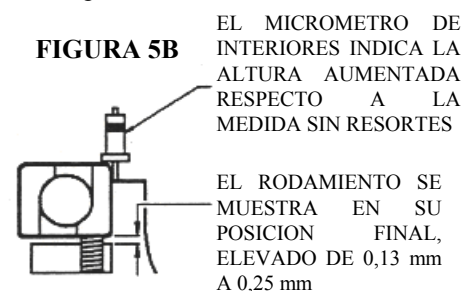 FIGURA 5B
EL MICROMETRO DE
INTERIORES INDICA LA
ALTURA AUMENTADA
RESPECTO A LA
MEDIDA SIN RESORTES
EL RODAMIENTO SE
MUESTRA EN SU
POSICION FINAL,
ELEVADO DE 0,13 mm
A 0,25 mm